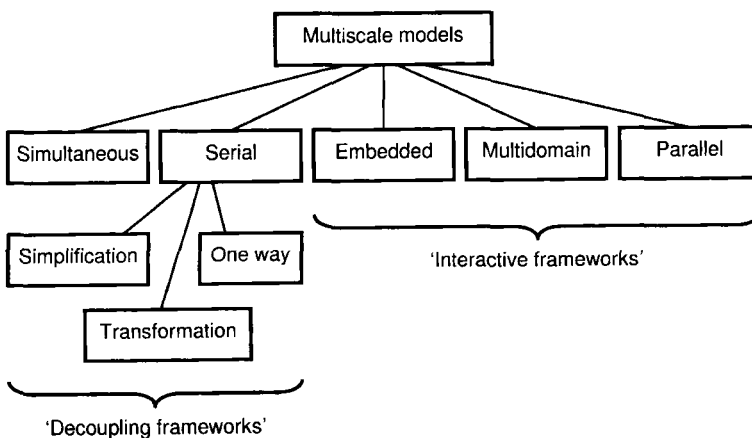 Multiscale models
Simultaneous
Serial
Embedded
Multidomain
Parallel
Simplification
One way
Transformation
'Interactive frameworks'
'Decoupling frameworks'